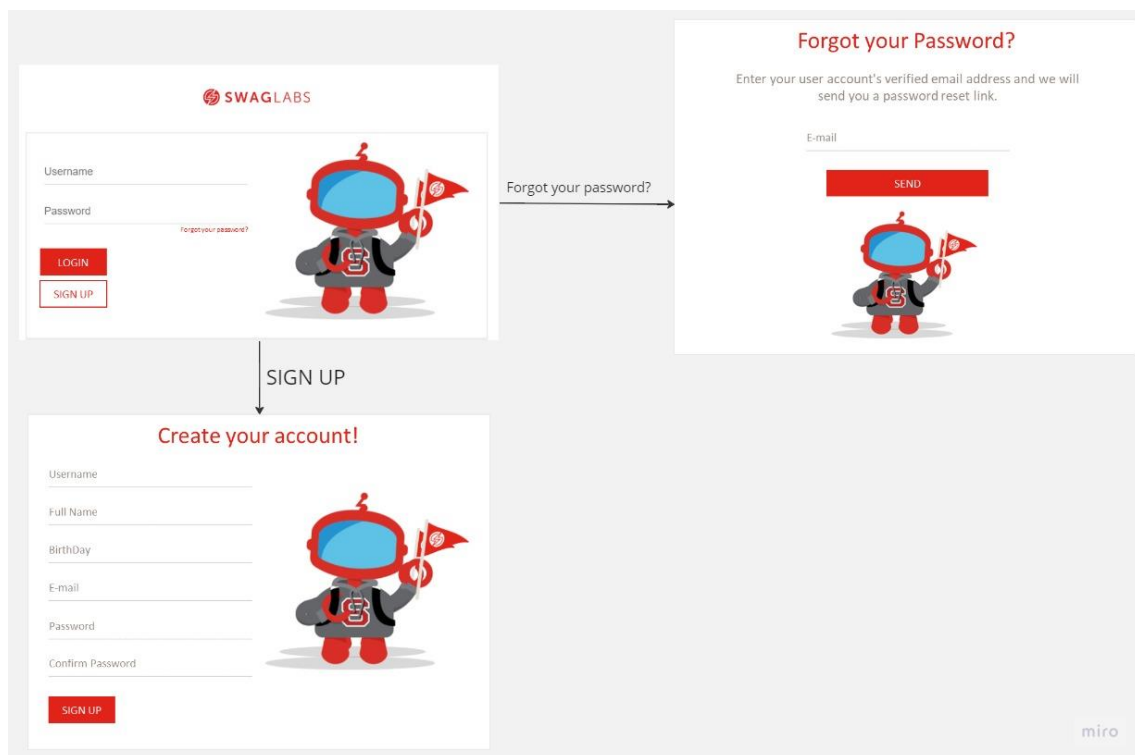 SWAGLABS
Username
Password
Forgot your password?
LOGIN
SIGN UP
Forgot your password?
Forgot your Password?
Enter your user account's verified email address and we will
send you a password reset link.
E-mail
SEND
SIGN UP
Create your account!
Username
Full Name
BirthDay
E-mail
Password
Confirm Password
SIGN UP
miro